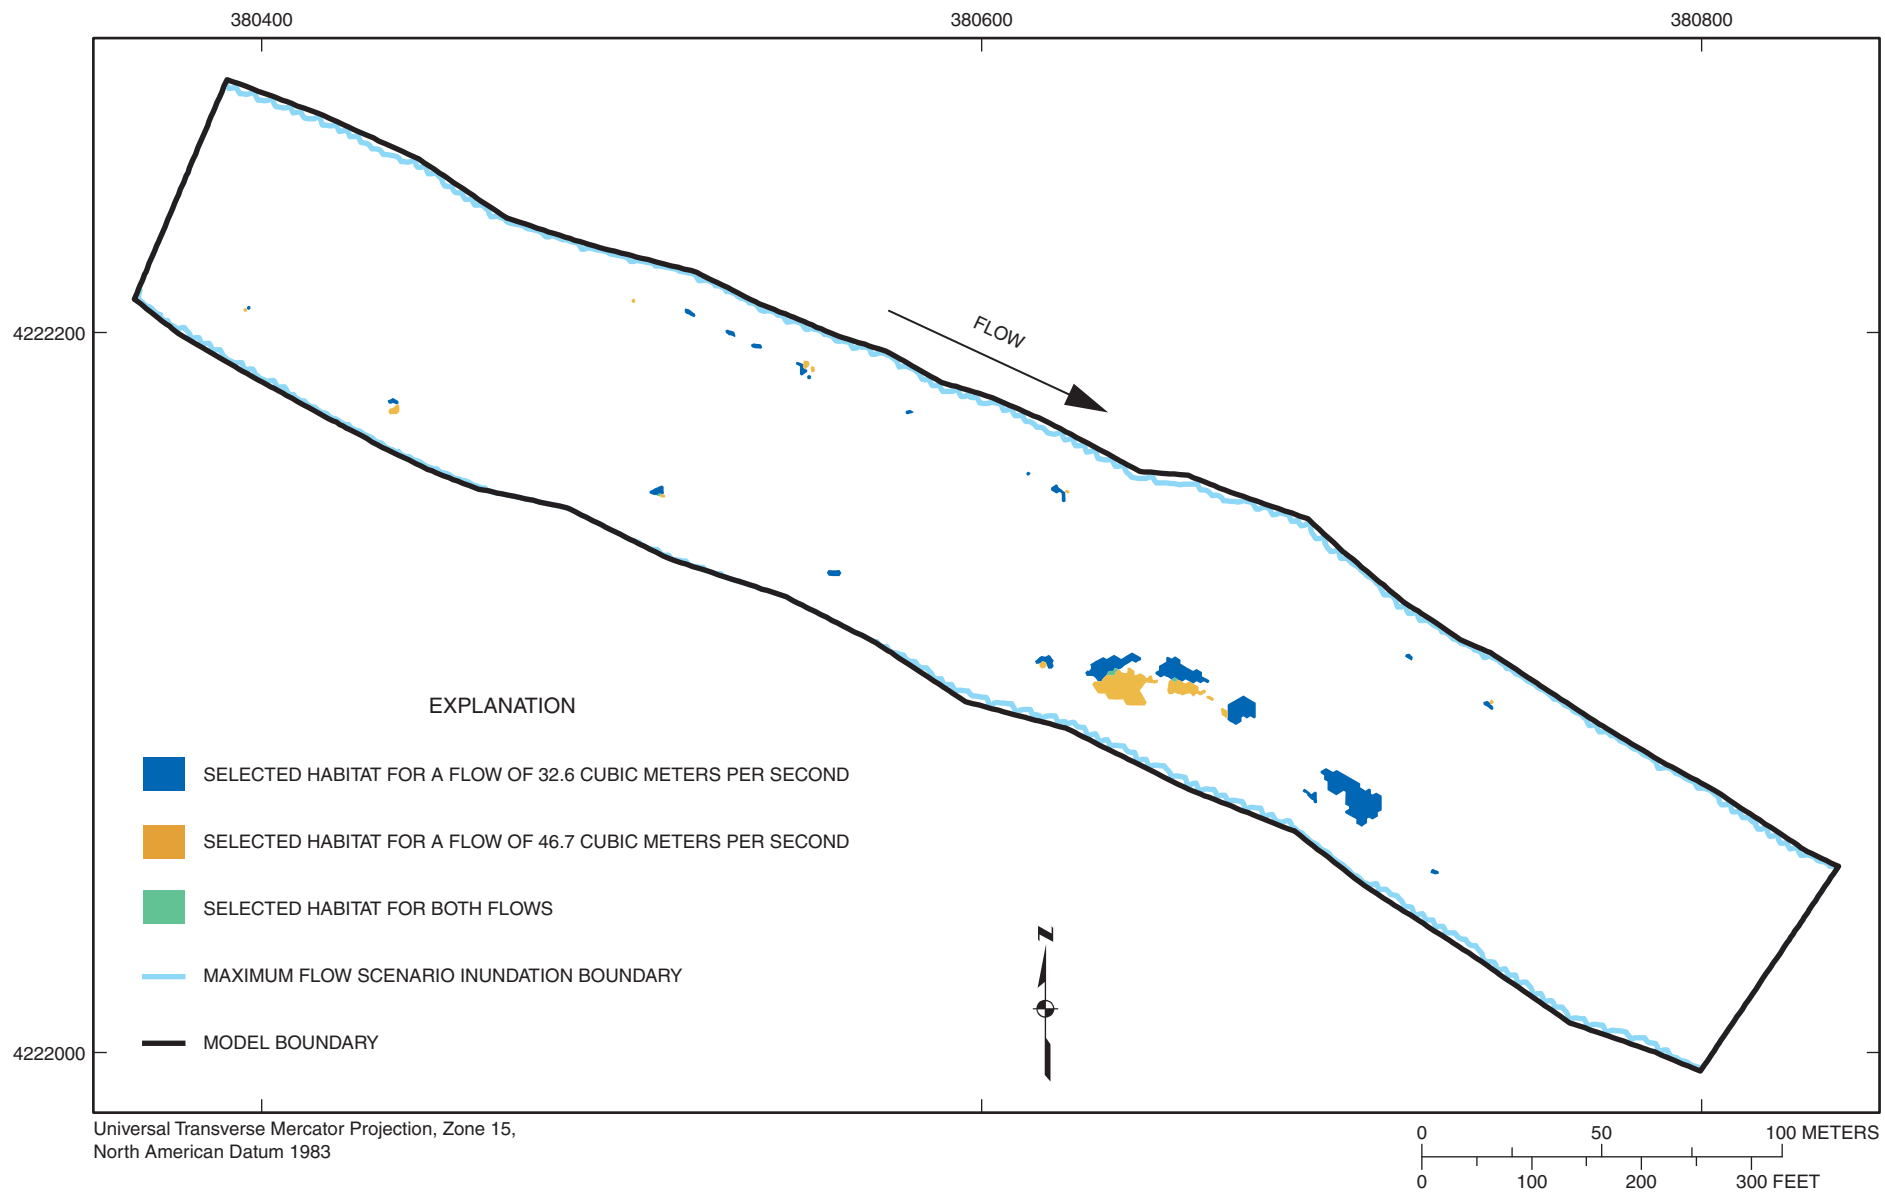 380400 380600 380800
FLOW
4222200
EXPLANATION
SELECTED HABITAT FOR A FLOW OF 32.6 CUBIC METERS PER SECOND
SELECTED HABITAT FOR A FLOW OF 46.7 CUBIC METERS PER SECOND
SELECTED HABITAT FOR BOTH FLOWS
N
MAXIMUM FLOW SCENARIO INUNDATION BOUNDARY
MODEL BOUNDARY
4222000
Universal Transverse Mercator Projection, Zone 15,
North American Datum 1983
0 50 100 METERS
0 100 200 300 FEET